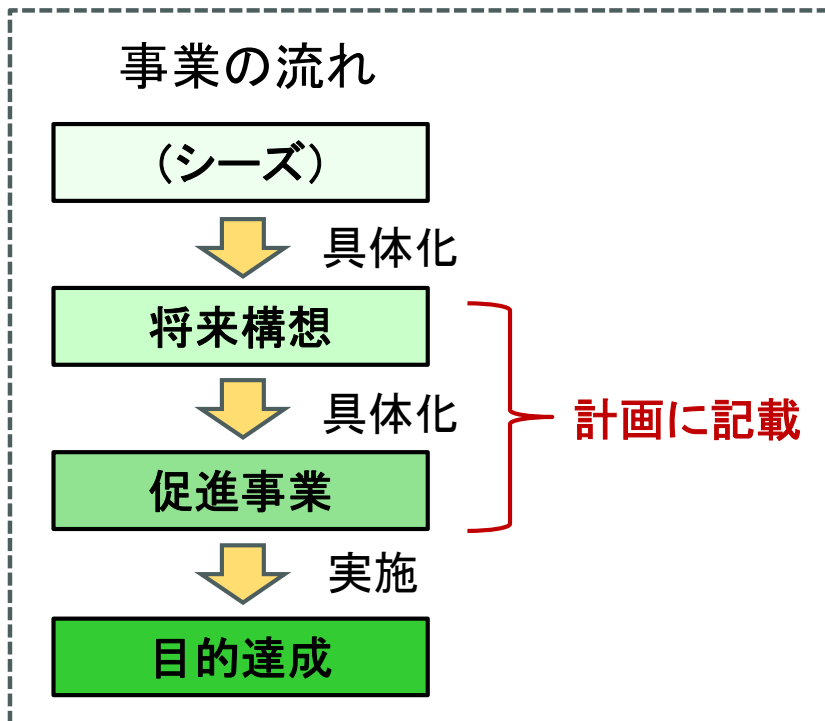 事業の流れ
(シーズ)
具体化
将来構想
具体化
計画に記載
促進事業
実施
目的達成